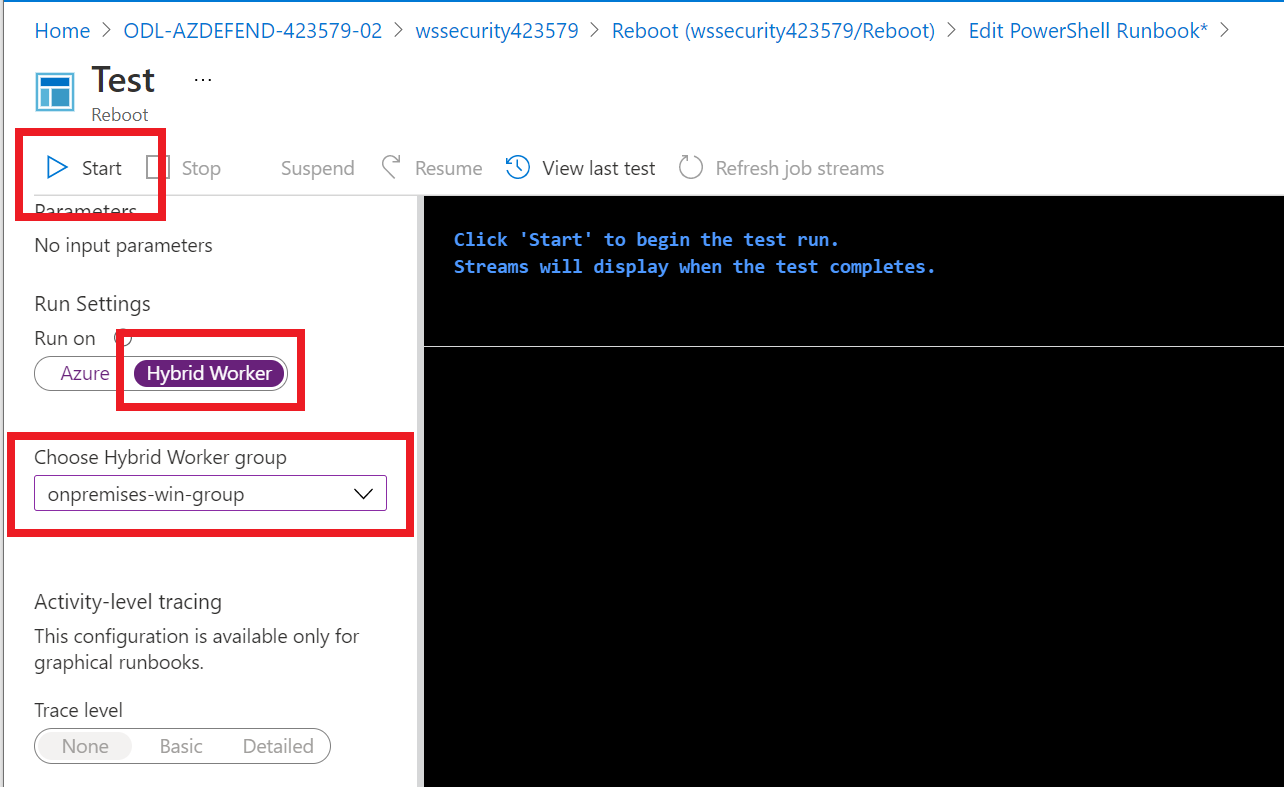 Home > ODL-AZDEFEND-423579-02 > wssecurity423579 > Reboot (wssecurity423579/Reboot) > Edit PowerShell Runbook* >
Test ...
Reboot
Start Stop Suspend Resume View last test Refresh job streams
Parameters
No input parameters
Run Settings
Run on
Azure Hybrid Worker
Choose Hybrid Worker group
onpremises-win-group
Activity-level tracing
This configuration is available only for
graphical runbooks.
Trace level
None Basic Detailed
Click 'Start' to begin the test run.
Streams will display when the test completes.